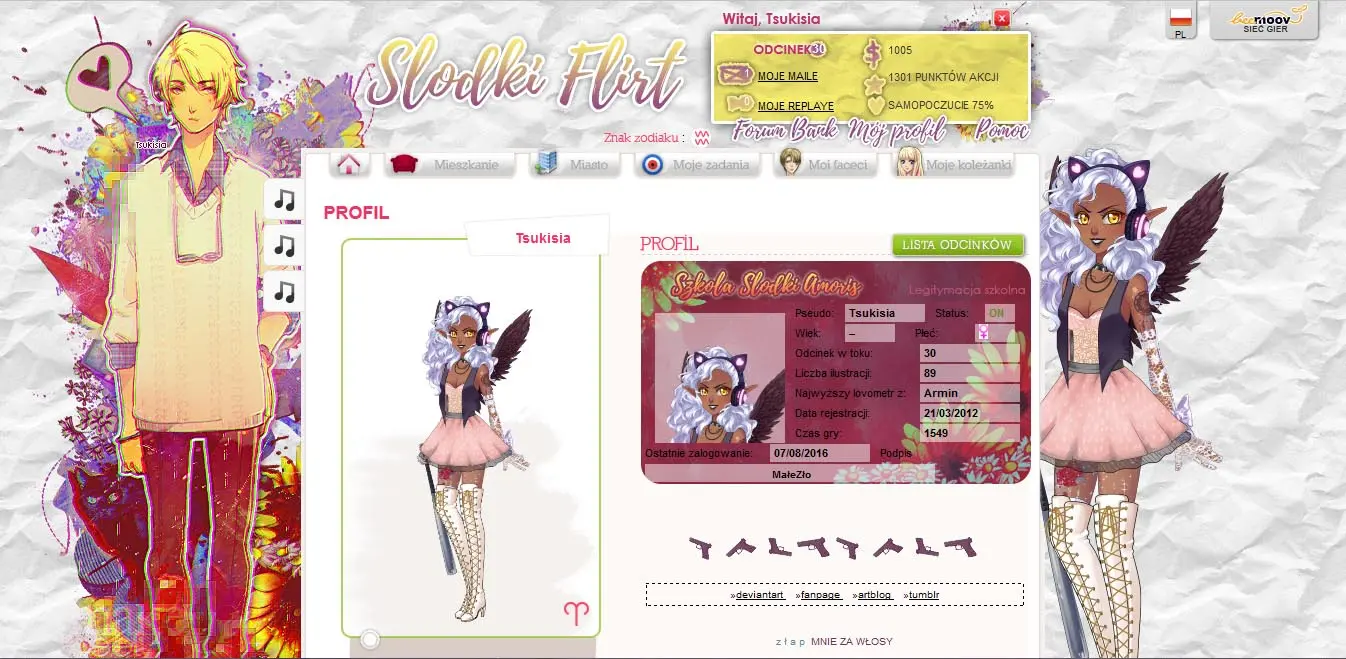 Witaj, Tsukisia
x
PL
beemoov
SIEĆ GIER
Slodki Flirt
ODCINEK 30
1005
MOJE MAILE
1301 PUNKTÓW AKCJI
MOJE REPLAYE
SAMOPOCZUCIE 75%
Tsukisia
Znak zodiaku :
Forum Bank Mój profil Pomoc
Mieszkanie
Miasto
Moje zadania
Moi faceci
Moje koleżanki
PROFIL
Tsukisia
PROFIL
LISTA ODCINKÓW
Szkoła Slodki Amoris
Legitymacja szkolna
Pseudo: Tsukisia Status: ON
Wiek: – Płeć:
Odcinek w toku: 30
Liczba ilustracji: 89
Najwyższy lovometr z: Armin
Data rejestracji: 21/03/2012
Czas gry: 1549
Ostatnie zalogowanie: 07/08/2016 Podpis
MałeZło
»deviantart »fanpage »artblog »tumblr
złap MNIE ZA WŁOSY